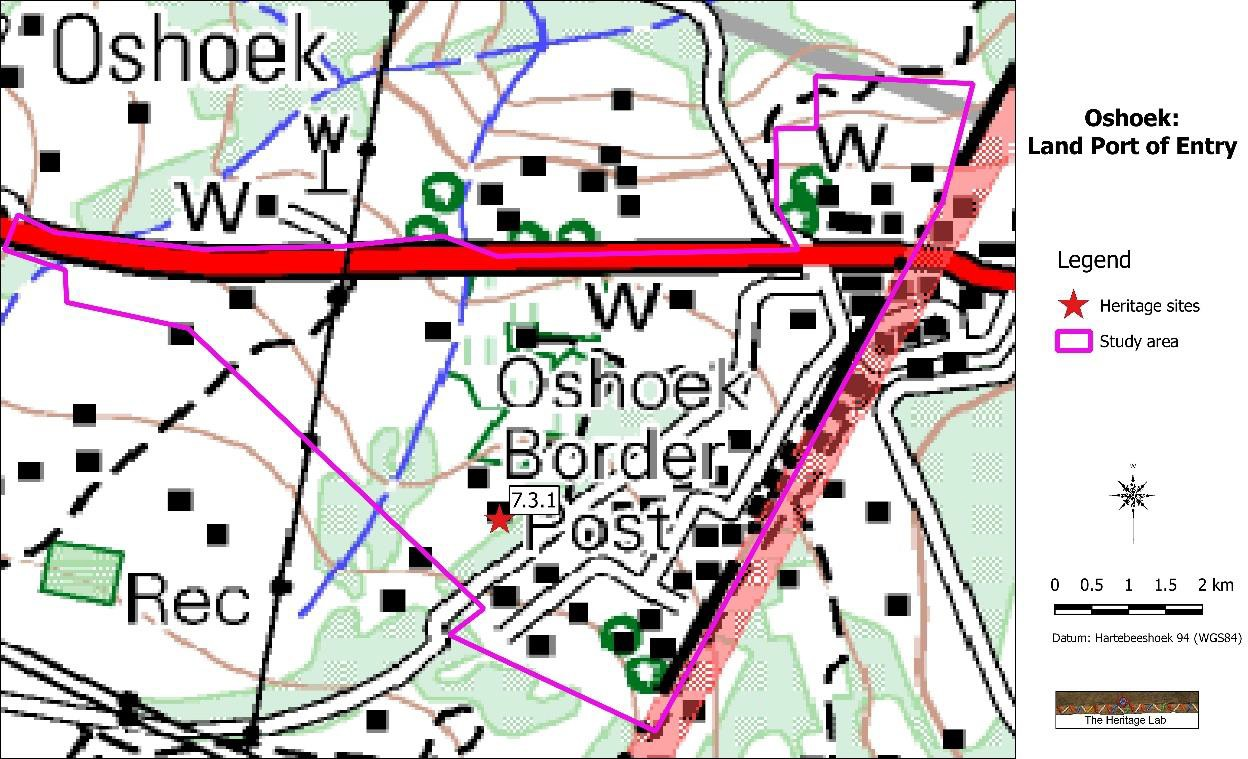 Oshoek
W
W
W
W
Oshoek
Border
Post
7.3.1
Rec
Oshoek:
Land Port of Entry
Legend
Heritage sites
Study area
0 0.5 1 1.5 2 km
Datum: Hartebeeshoek 94 (WGS84)
The Heritage Lab